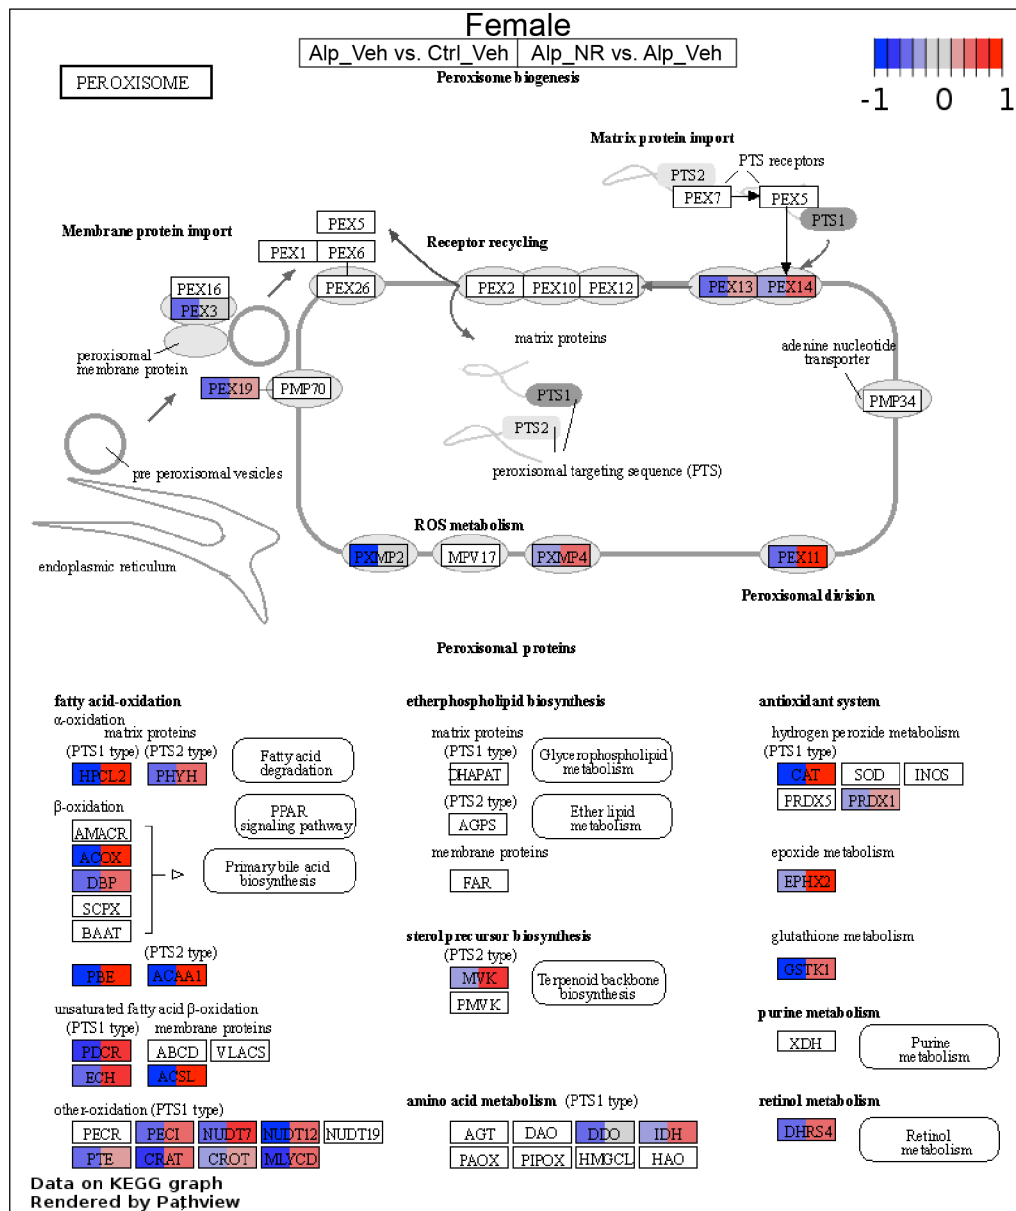 Female
Alp_Veh vs. Ctrl_Veh Alp_NR vs. Alp_Veh
-1 0 1
PEROXISOME
Peroxisome biogenesis
Matrix protein import
PTS receptors
PTS2
PEX7 PEX5
PTS1
Membrane protein import
PEX5
PEX1 PEX6
PEX26
Receptor recycling
PEX2 PEX10 PEX12
PEX13 PEX14
PEX16
PEX3
peroxisomal
membrane protein
PEX19 PMP70
matrix proteins
PTS1
PTS2
peroxisomal targeting sequence (PTS)
adenine nucleotide
transporter
PMP34
pre peroxisomal vesicles
endoplasmic reticulum
ROS metabolism
PXMP2 MPV17 PXMP4
PEX11
Peroxisomal division
Peroxisomal proteins
fatty acid-oxidation
α-oxidation
matrix proteins
(PTS1 type) (PTS2 type)
HPCL2 PHYH
Fatty acid
degradation
β-oxidation
AMACR
ACOX
DBP
SCPX
BAAT
PPAR
signaling pathway
Primary bile acid
biosynthesis
(PTS2 type)
PBE ACAA1
unsaturated fatty acid β-oxidation
(PTS1 type) membrane proteins
PDCR ABCD VLACS
ECH ACSL
other-oxidation (PTS1 type)
PECR PECI NUDT7 NUDT12 NUDT19
PTE CRAT CROT MLYCD
etherphospholipid biosynthesis
matrix proteins
(PTS1 type)
DHAPAT
Glycerophospholipid
metabolism
(PTS2 type)
AGPS
Ether lipid
metabolism
membrane proteins
FAR
sterol precursor biosynthesis
(PTS2 type)
MVK
PMVK
Terpenoid backbone
biosynthesis
amino acid metabolism (PTS1 type)
AGT DAO DDO IDH
PAOX PIPOX HMGCL HAO
antioxidant system
hydrogen peroxide metabolism
(PTS1 type)
CAT SOD INOS
PRDX5 PRDX1
epoxide metabolism
EPHX2
glutathione metabolism
GSTK1
purine metabolism
XDH
Purine
metabolism
retinol metabolism
DHRS4
Retinol
metabolism
Data on KEGG graph
Rendered by Pathview